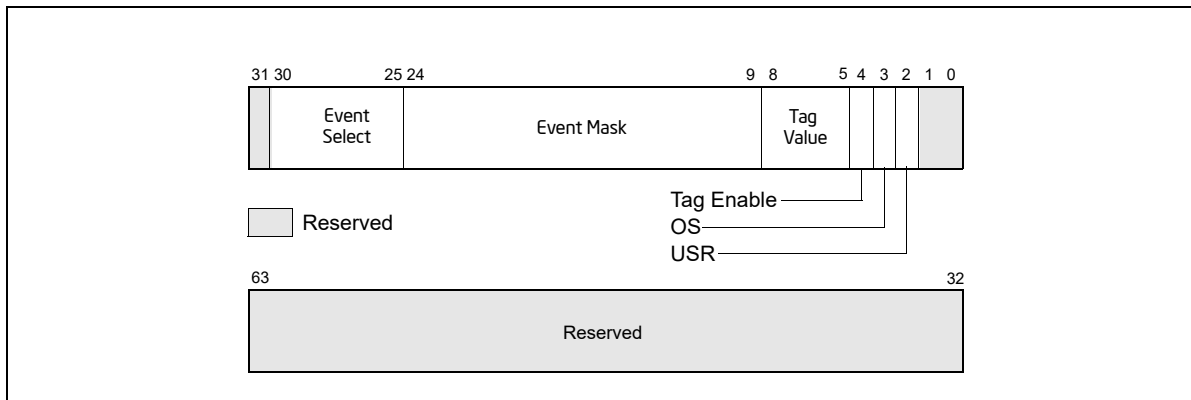 31 30 25 24 9 8 5 4 3 2 1 0
Event
Select
Event Mask
Tag
Value
Tag Enable
OS
USR
Reserved
63 32
Reserved